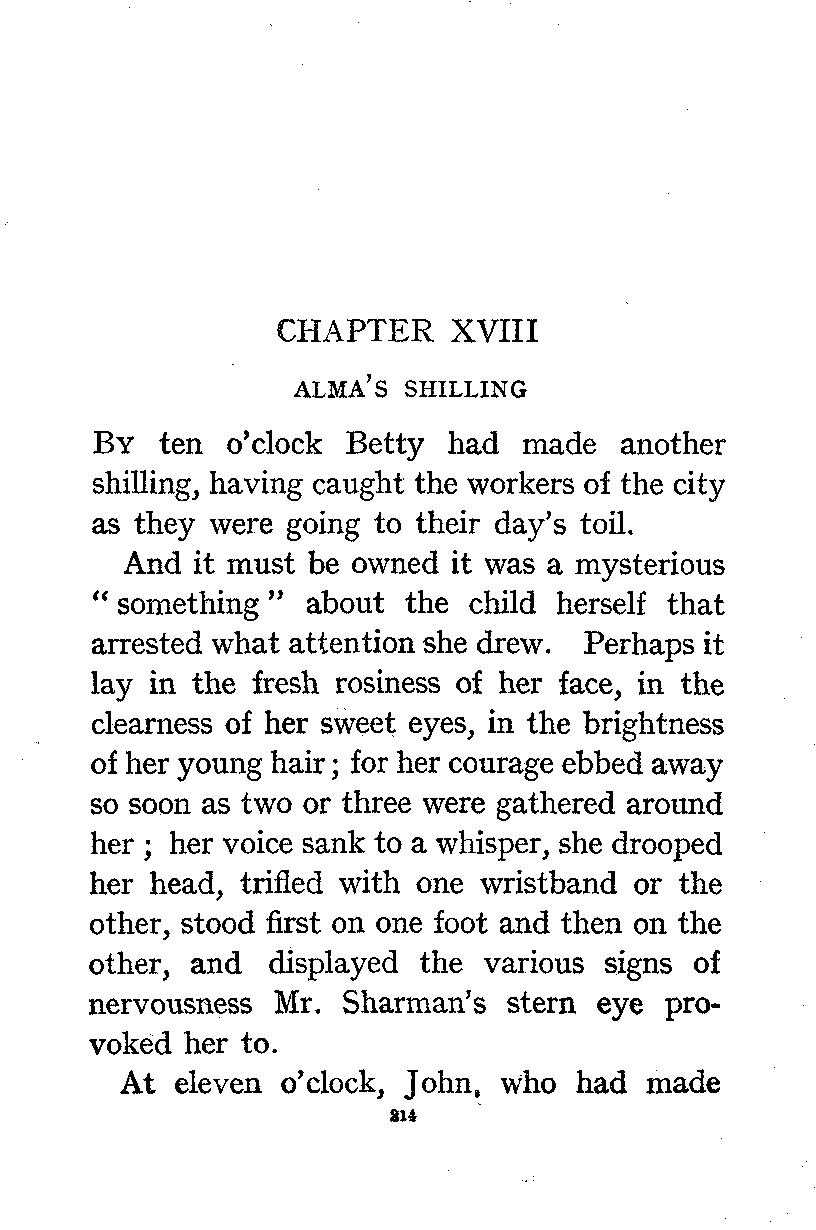 CHAPTER XVIII
ALMA'S SHILLING
BY ten o'clock Betty had made another
shilling, having caught the workers of the city
as they were going to their day's toil.
And it must be owned it was a mysterious
“ something ” about the child herself that
arrested what attention she drew. Perhaps it
lay in the fresh rosiness of her face, in the
clearness of her sweet eyes, in the brightness
of her young hair ; for her courage ebbed away
so soon as two or three were gathered around
her ; her voice sank to a whisper, she drooped
her head, trifled with one wristband or the
other, stood first on one foot and then on the
other, and displayed the various signs of
nervousness Mr. Sharman's stern eye pro-
voked her to.
At eleven o'clock, John, who had made
214